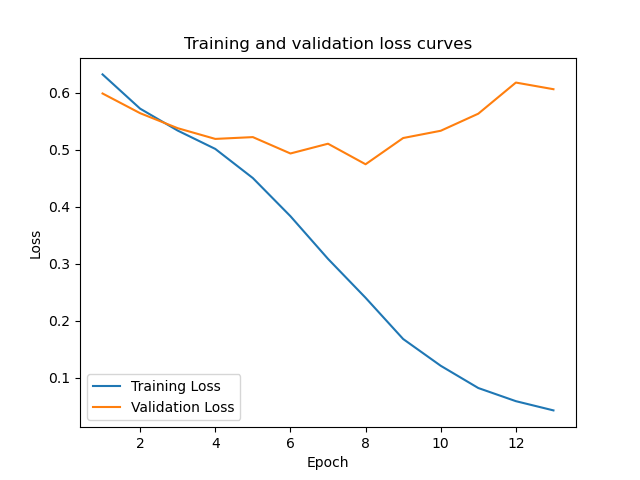 Training and validation loss curves
0.6
0.5
0.4
0.3
0.2
0.1
Loss
Training Loss
Validation Loss
2 4 6 8 10 12
Epoch